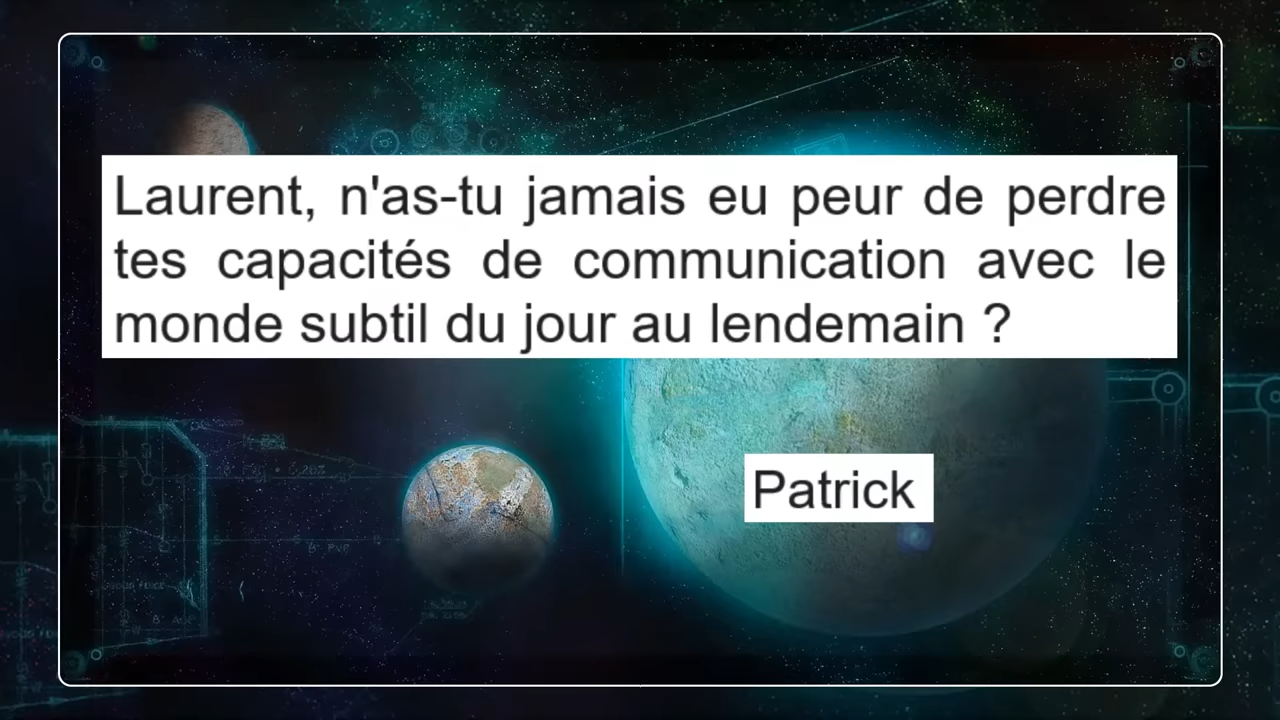 Laurent, n'as-tu jamais eu peur de perdre
tes capacités de communication avec le
monde subtil du jour au lendemain ?
Patrick